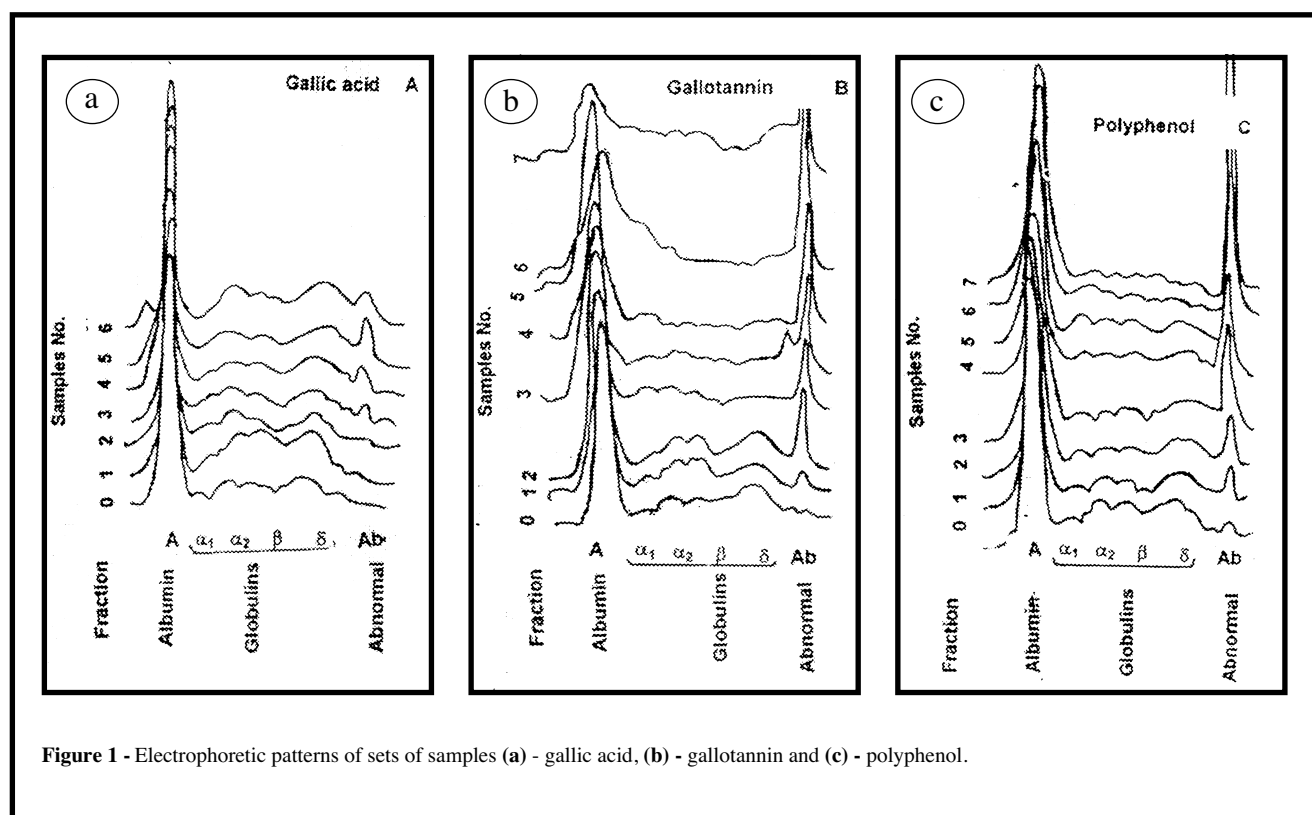 a
Gallic acid A
Samples No.
6
5
4
3
2
1
0
A α1 α2 β δ Ab
Fraction
Albumin
Globulins
Abnormal
b
Gallotannin B
Samples No.
7
6
5
4
3
2
1
0
A α1 α2 β δ Ab
Fraction
Albumin
Globulins
Abnormal
c
Polyphenol C
Samples No.
7
6
5
4
3
2
1
0
A α1 α2 β δ Ab
Fraction
Albumin
Globulins
Abnormal
Figure 1 - Electrophoretic patterns of sets of samples (a) - gallic acid, (b) - gallotannin and (c) - polyphenol.